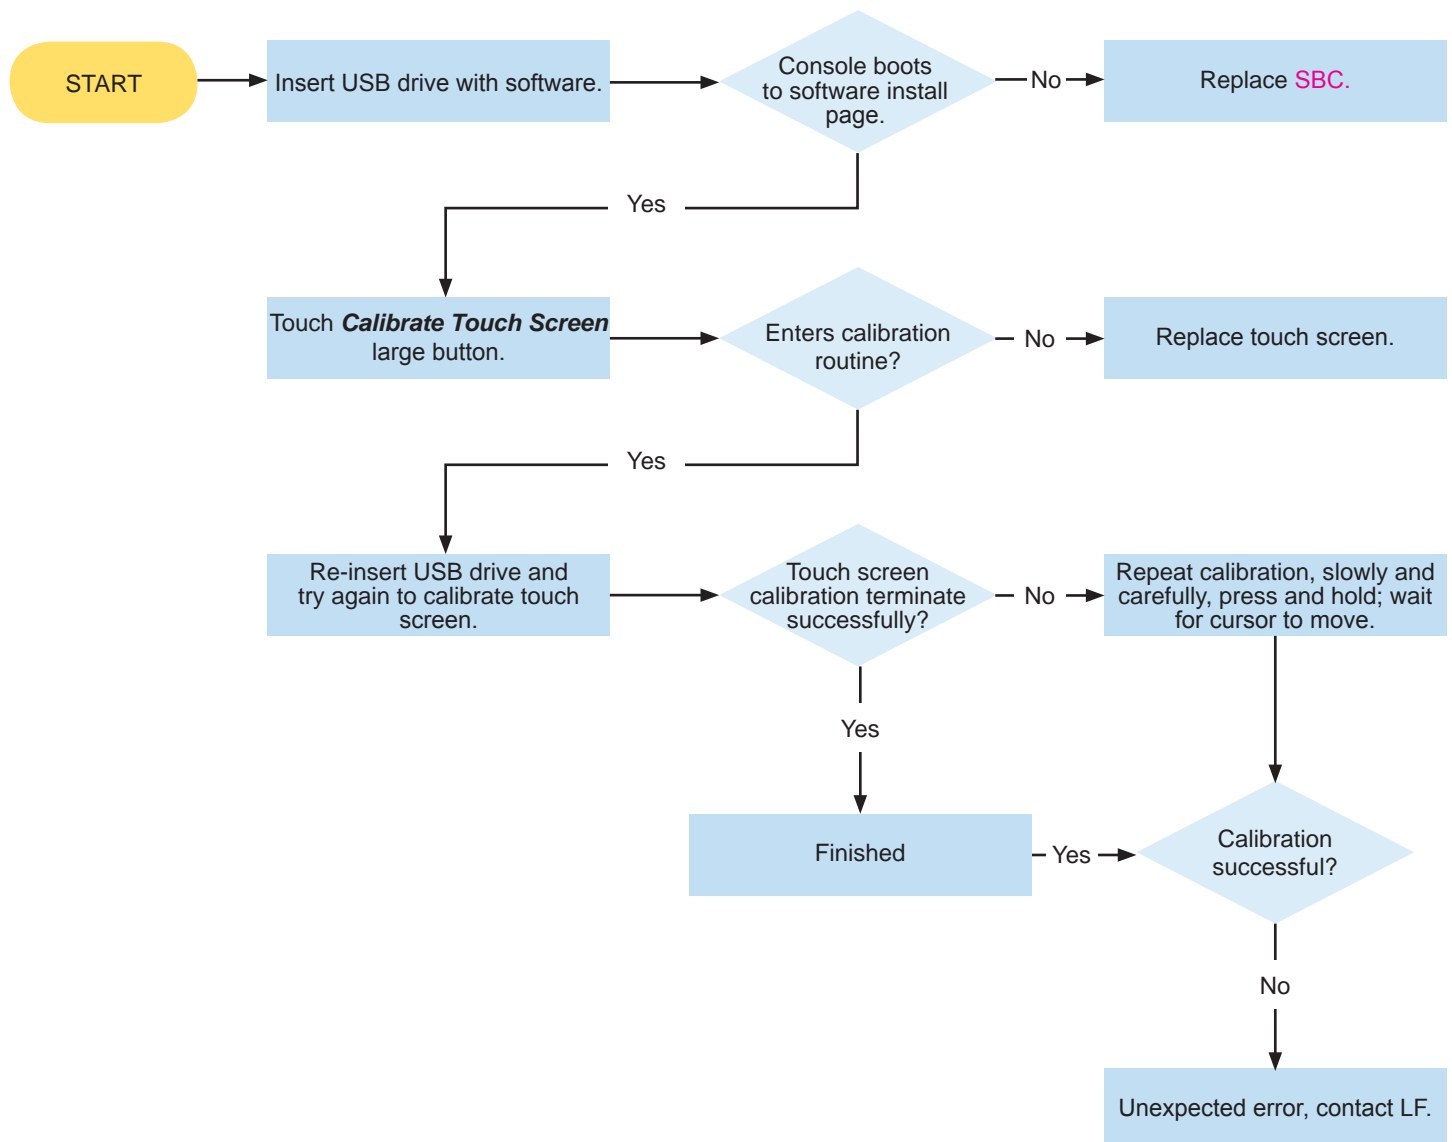 START
Insert USB drive with software.
Console boots
to software install
page.
No
Replace SBC.
Yes
Touch Calibrate Touch Screen
large button.
Enters calibration
routine?
No
Replace touch screen.
Yes
Re-insert USB drive and
try again to calibrate touch
screen.
Touch screen
calibration terminate
successfully?
No
Repeat calibration, slowly and
carefully, press and hold; wait
for cursor to move.
Yes
Finished
Yes
Calibration
successful?
No
Unexpected error, contact LF.